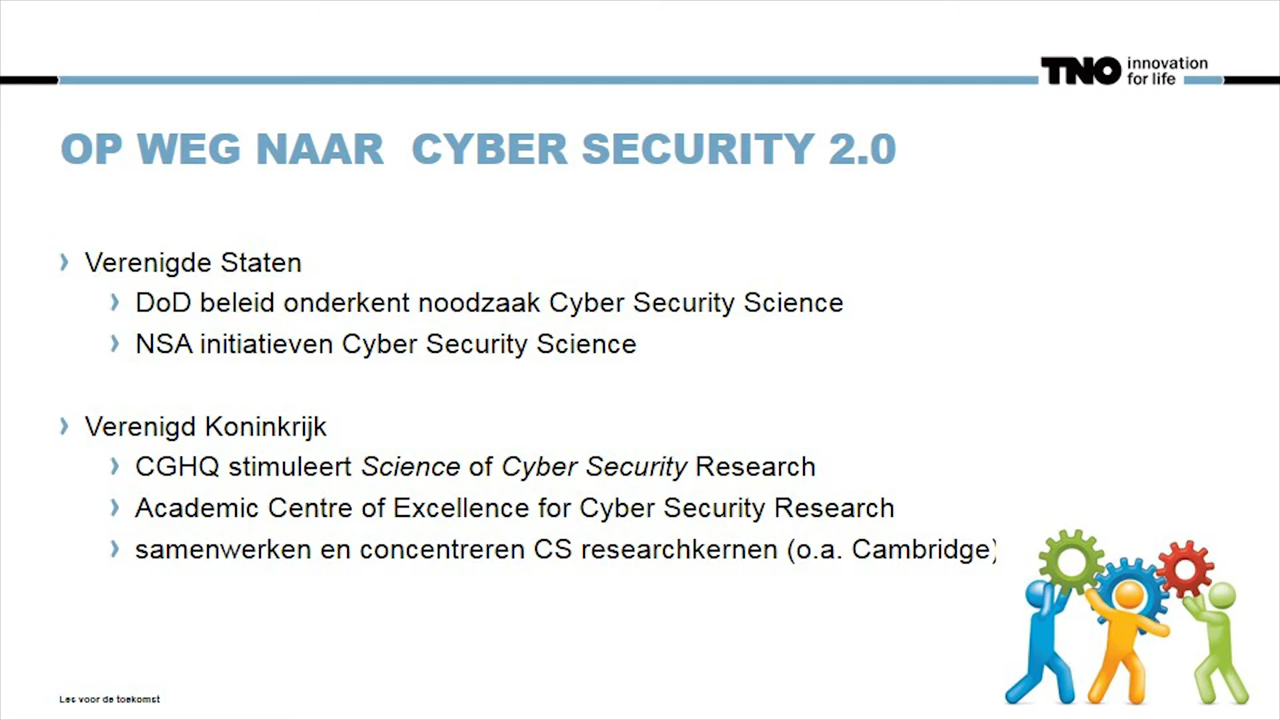 TNO innovation
for life
OP WEG NAAR CYBER SECURITY 2.0
Verenigde Staten
DoD beleid onderkent noodzaak Cyber Security Science
NSA initiatieven Cyber Security Science
Verenigd Koninkrijk
CGHQ stimuleert Science of Cyber Security Research
Academic Centre of Excellence for Cyber Security Research
samenwerken en concentreren CS researchkernen (o.a. Cambridge)
Les voor de toekomst